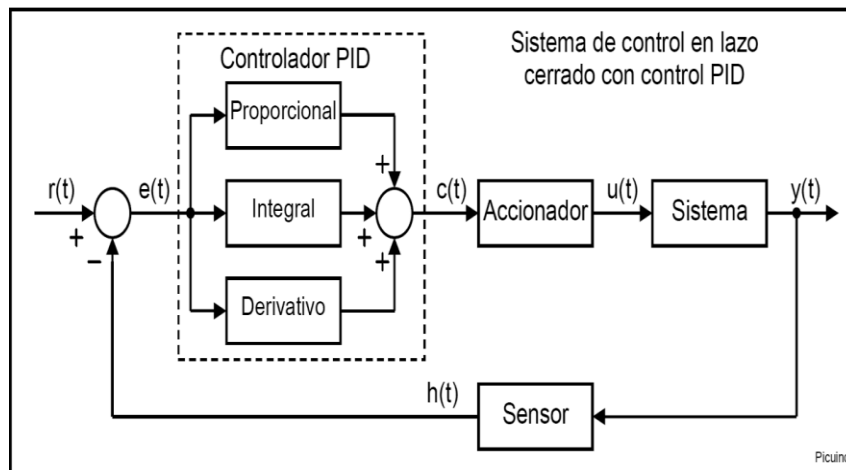 Sistema de control en lazo
cerrado con control PID
Controlador PID
Proporcional
+
r(t)
e(t)
Integral
c(t)
Accionador
u(t)
Sistema
y(t)
+
+
−
+
Derivativo
h(t)
Sensor